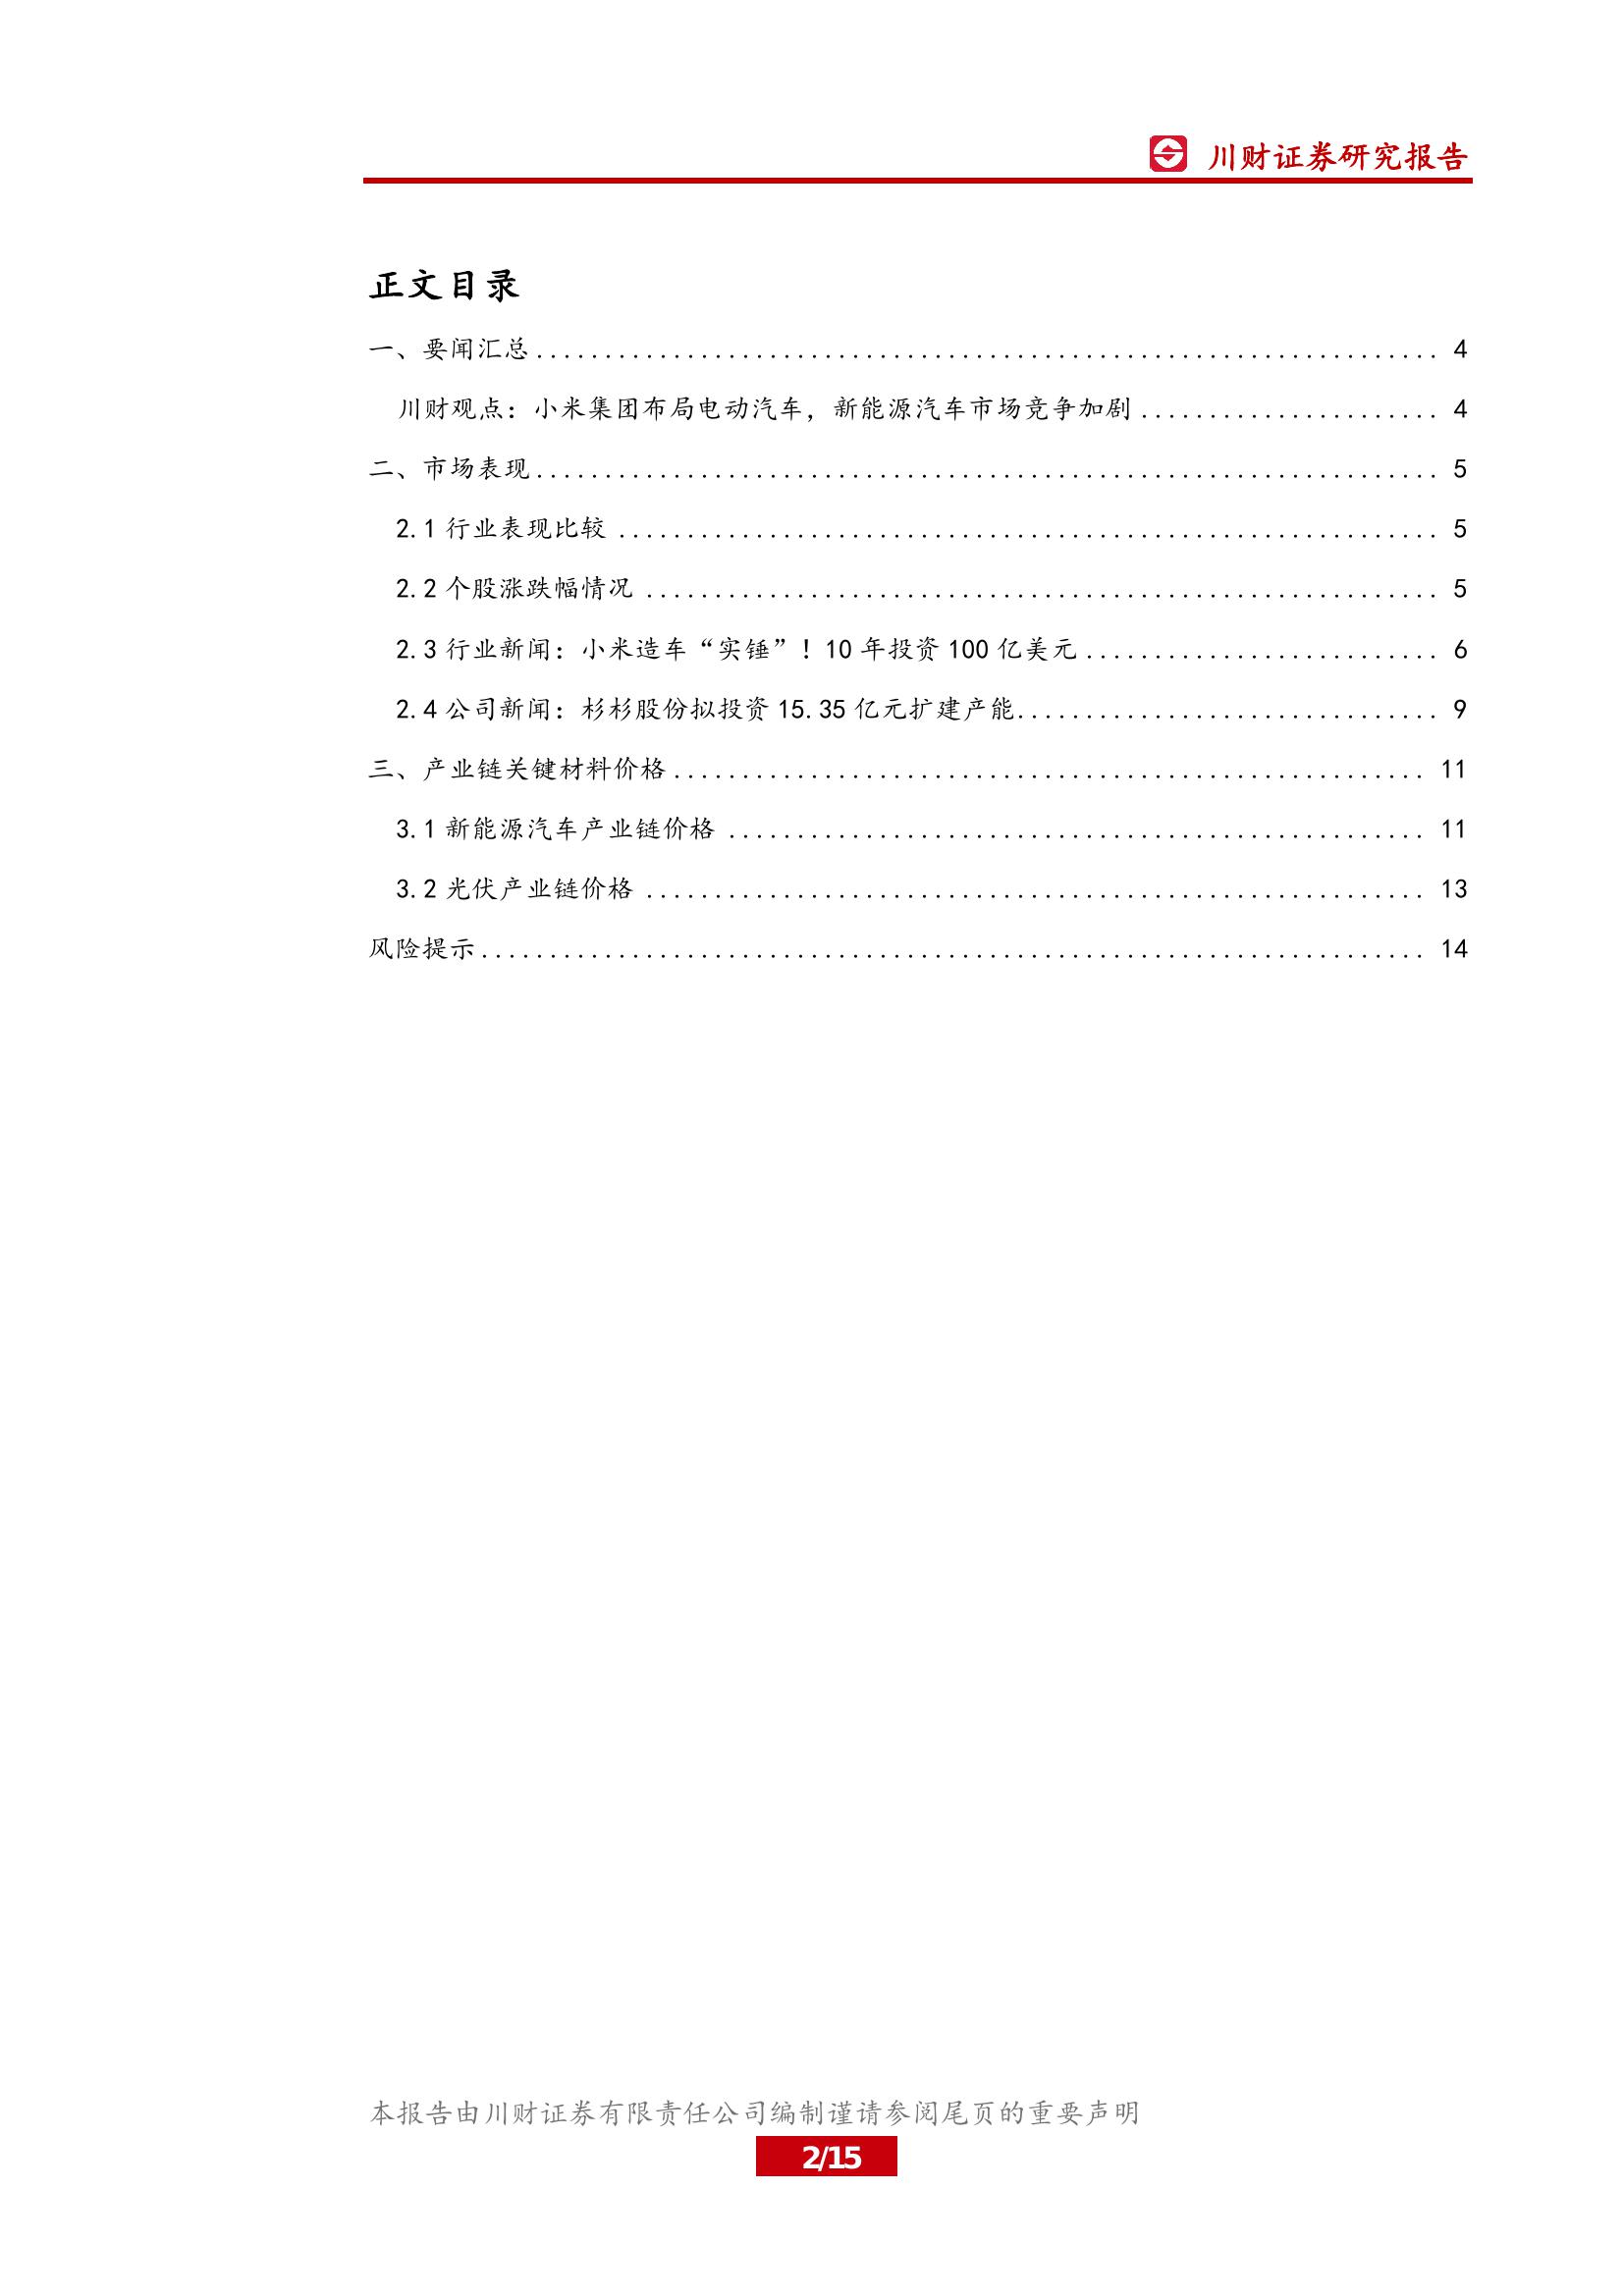 川财证券研究报告
正文目录
一、要闻汇总.................................................................. 4
川财观点：小米集团布局电动汽车，新能源汽车市场竞争加剧...................... 4
二、市场表现.................................................................. 5
2.1 行业表现比较............................................................ 5
2.2 个股涨跌幅情况.......................................................... 5
2.3 行业新闻：小米造车“实锤”！10 年投资 100 亿美元.......................... 6
2.4 公司新闻：杉杉股份拟投资 15.35 亿元扩建产能............................... 9
三、产业链关键材料价格....................................................... 11
3.1 新能源汽车产业链价格................................................... 11
3.2 光伏产业链价格......................................................... 13
风险提示..................................................................... 14
本报告由川财证券有限责任公司编制谨请参阅尾页的重要声明
2/15